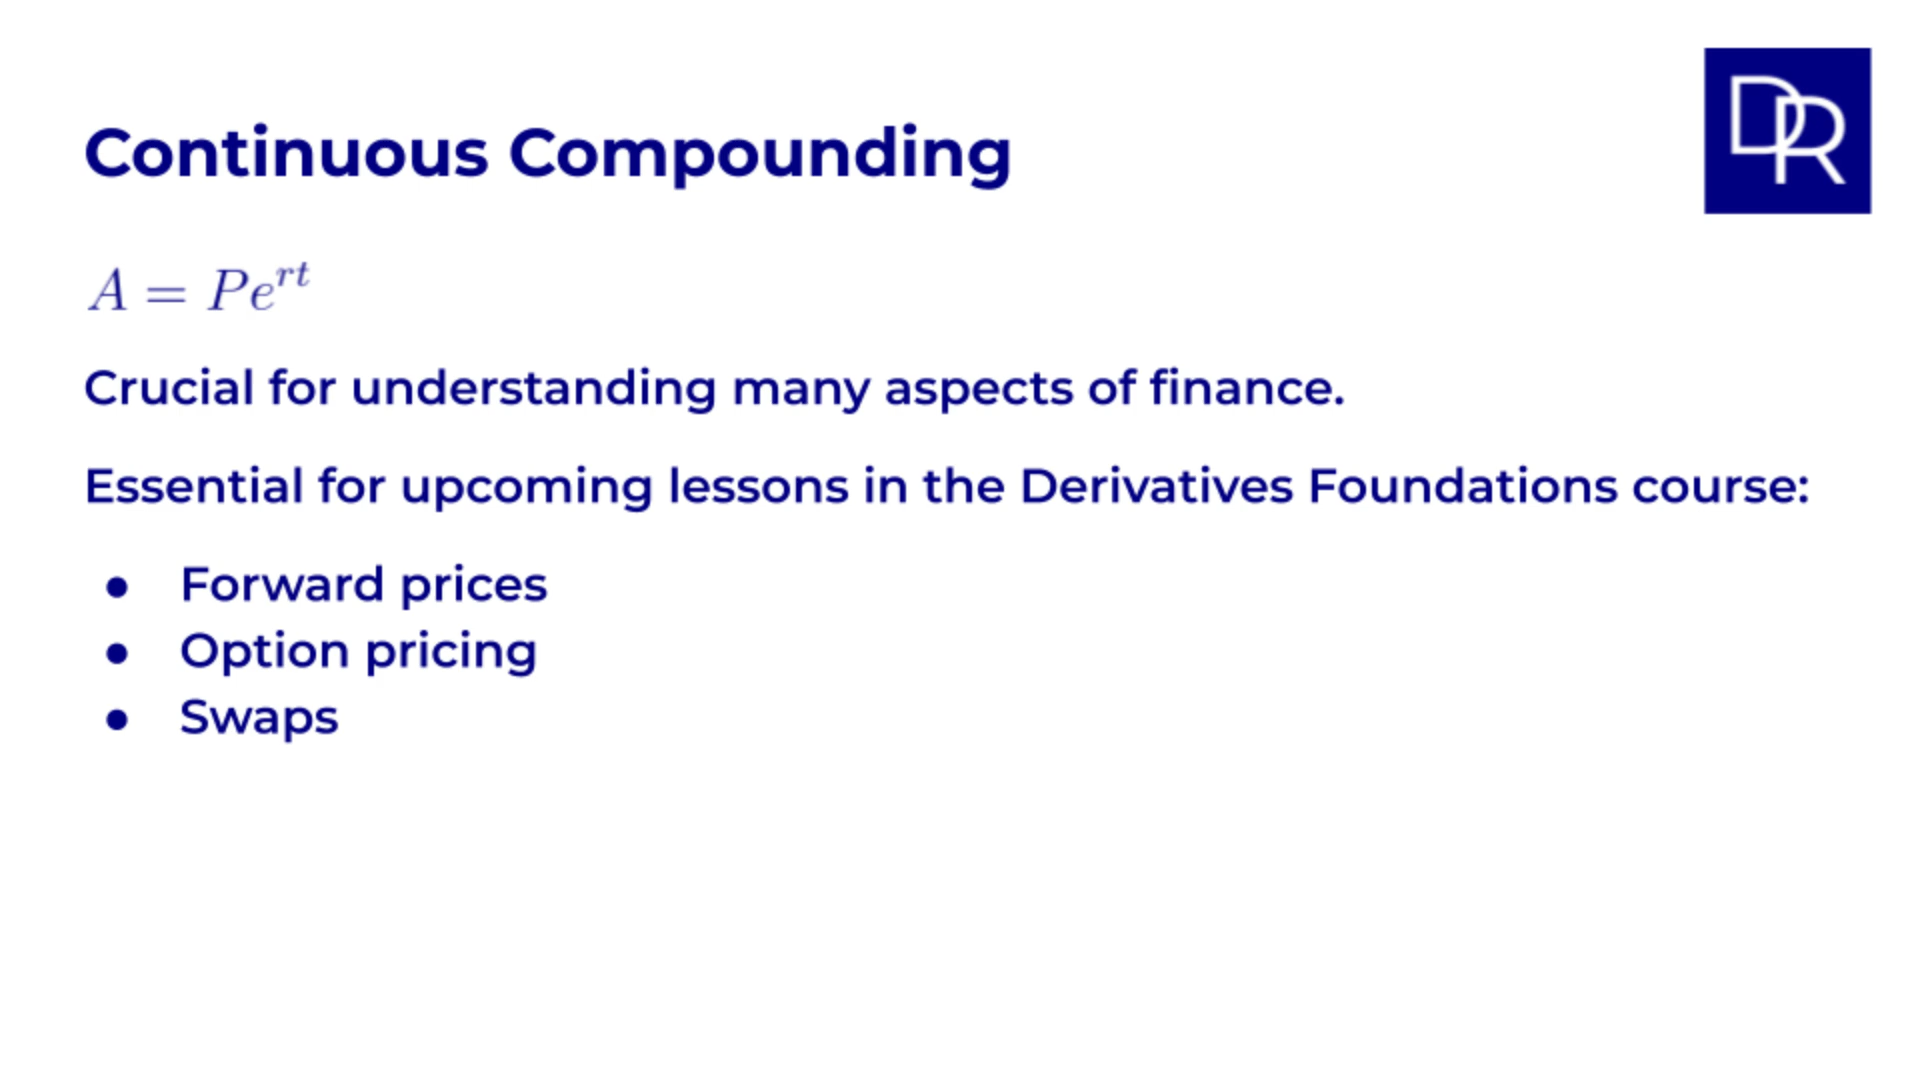 DR
Continuous Compounding
A = Pe^{rt}
Crucial for understanding many aspects of finance.
Essential for upcoming lessons in the Derivatives Foundations course:
● Forward prices
● Option pricing
● Swaps